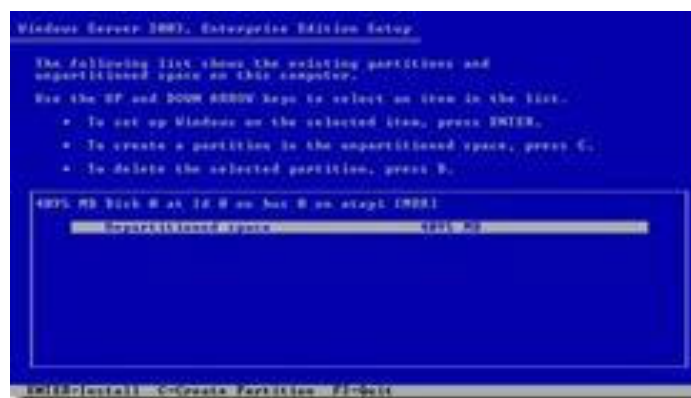 Windows Server 2003, Enterprise Edition Setup
The following list shows the existing partitions and
unpartitioned space on this computer.
Use the UP and DOWN ARROW keys to select an item in the list.
• To set up Windows on the selected item, press ENTER.
• To create a partition in the unpartitioned space, press C.
• To delete the selected partition, press D.
4095 MB Disk 0 at Id 0 on bus 0 on atapi [MBR]
Unpartitioned space 4095 MB
ENTER=Install C=Create Partition F3=Quit